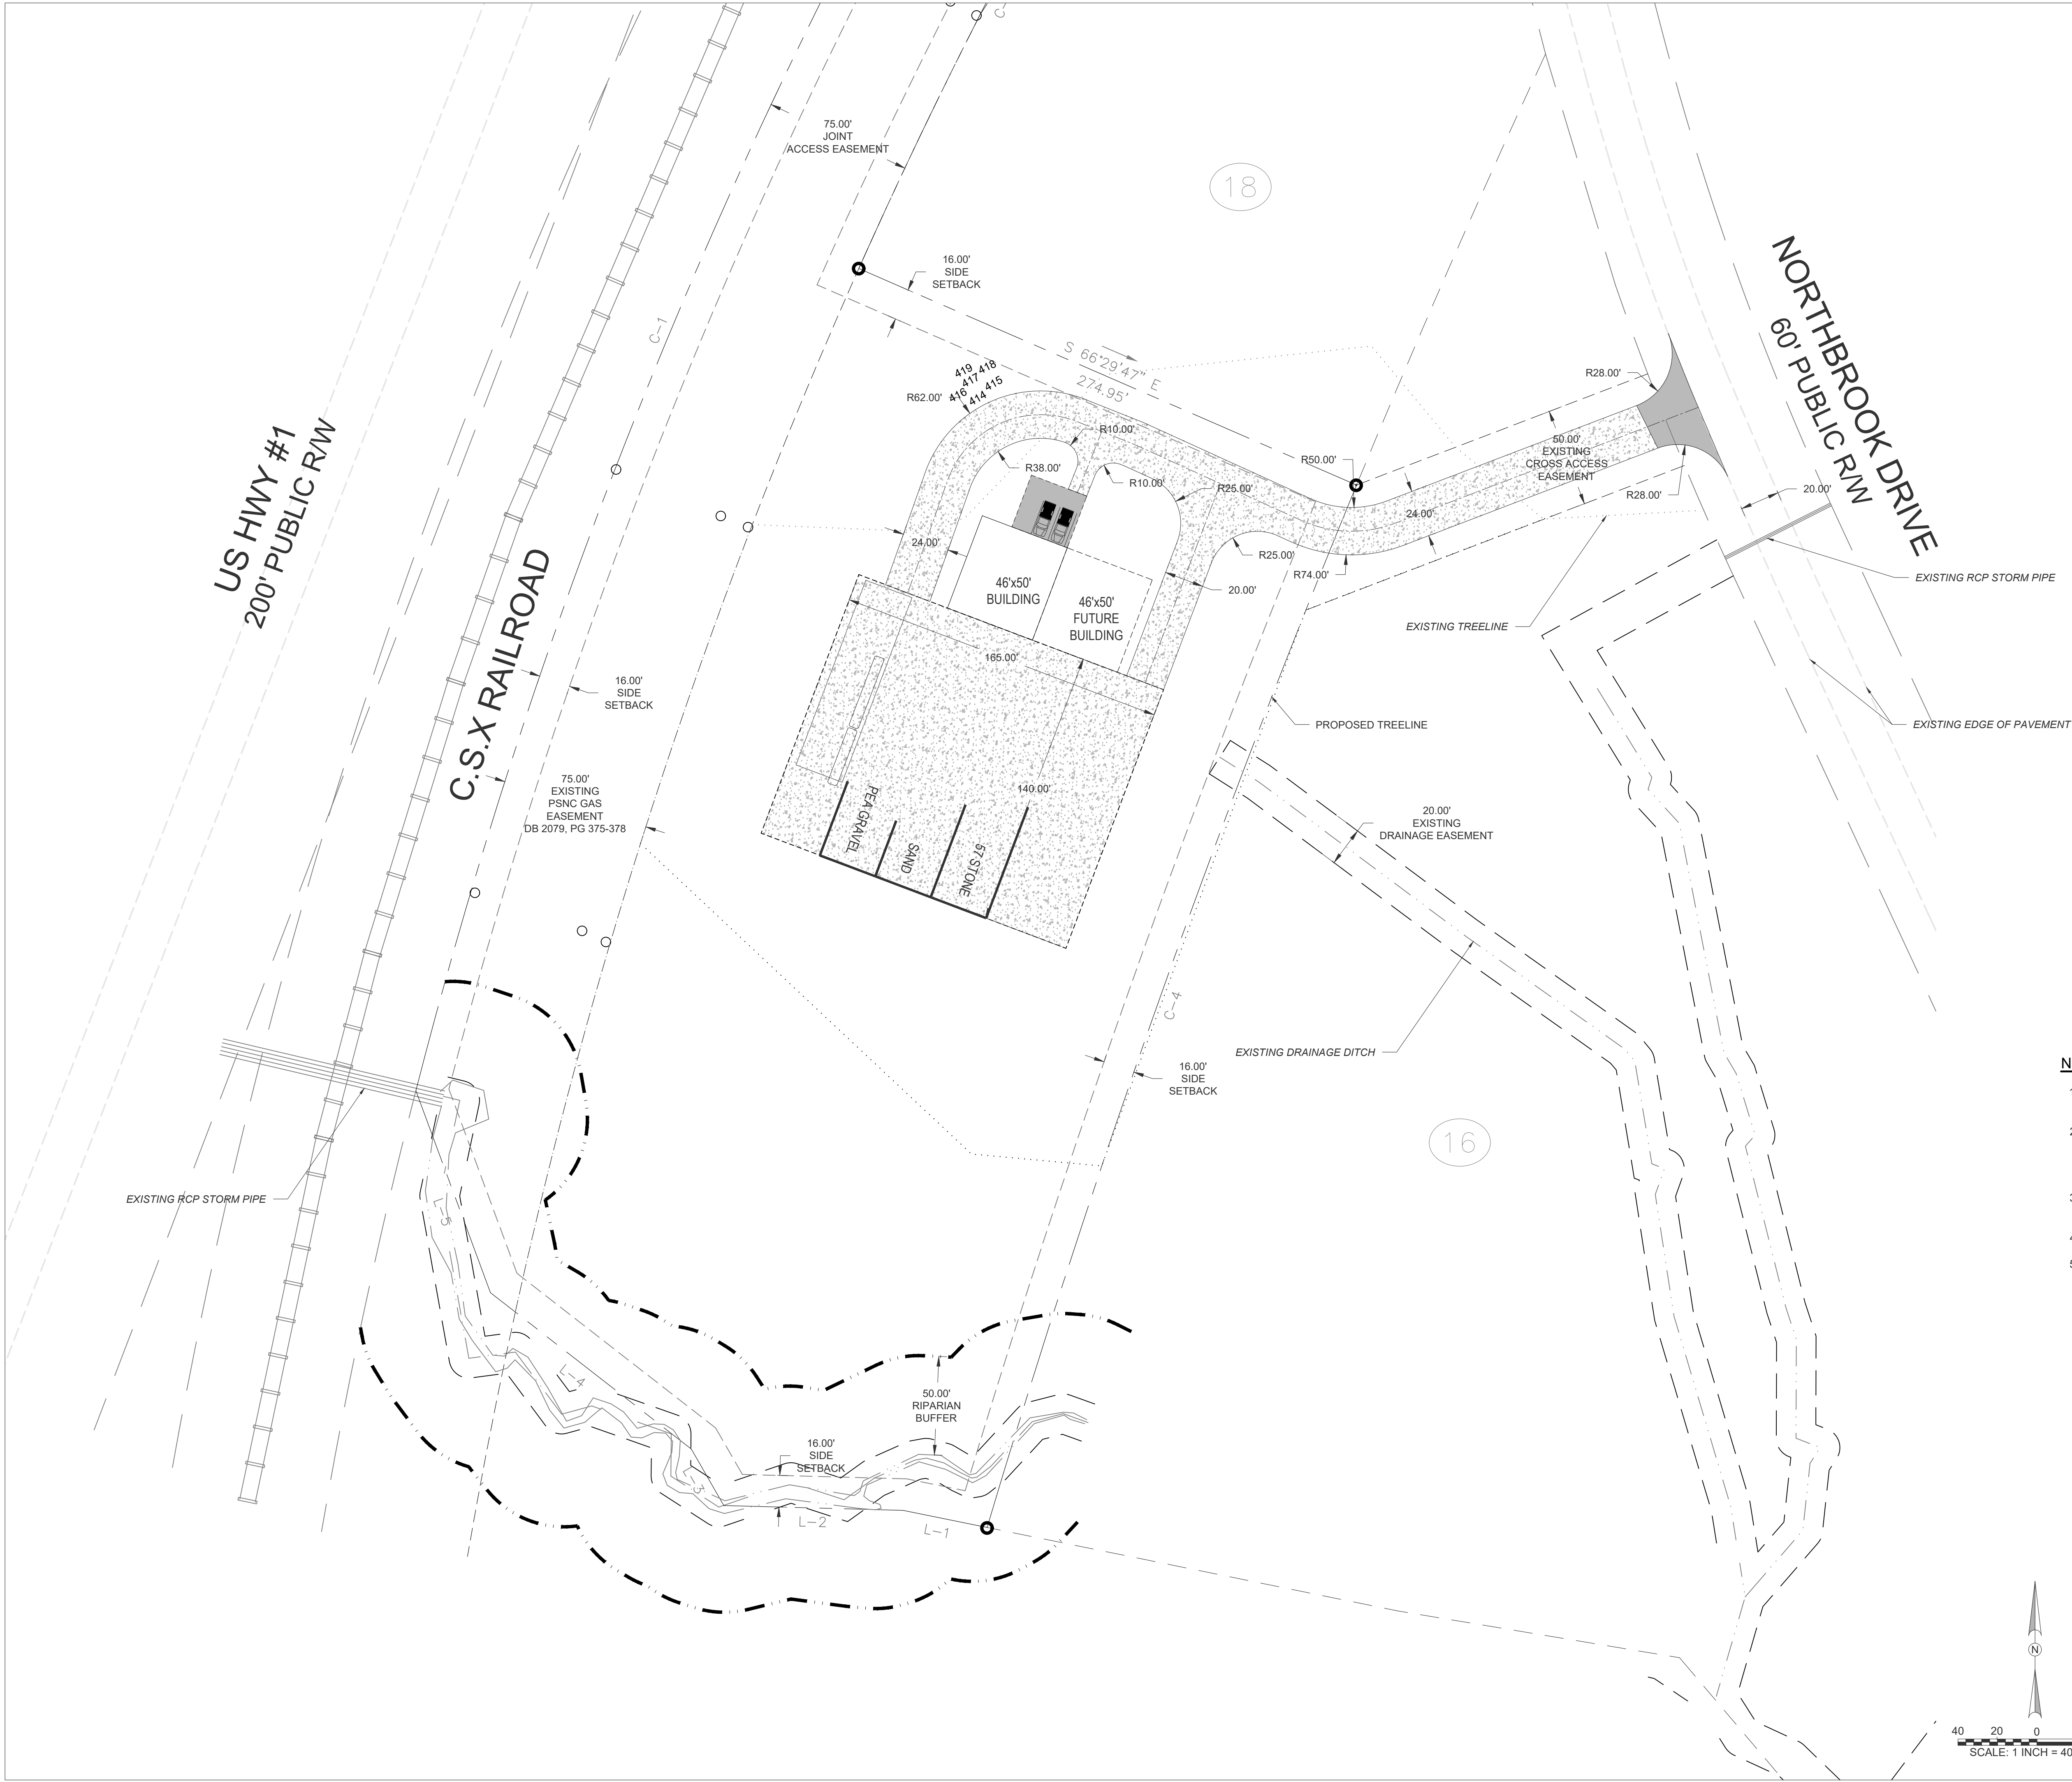 75.00'
JOINT
ACCESS EASEMENT
18
16.00'
SIDE
SETBACK
C-1
S 66°29'47" E
274.95'
NORTHBROOK DRIVE
60' PUBLIC R/W
US HWY #1
200' PUBLIC R/W
C.S.X RAILROAD
419
417 418
416
415
414
R62.00'
R10.00'
R38.00'
R10.00'
R25.00'
R50.00'
R28.00'
50.00'
EXISTING
CROSS ACCESS
EASEMENT
R28.00'
20.00'
24.00'
24.00'
R25.00'
R74.00'
20.00'
46'x50'
BUILDING
46'x50'
FUTURE
BUILDING
EXISTING RCP STORM PIPE
EXISTING TREELINE
165.00'
16.00'
SIDE
SETBACK
PROPOSED TREELINE
EXISTING EDGE OF PAVEMENT
75.00'
EXISTING
PSNC GAS
EASEMENT
DB 2079, PG 375-378
140.00'
PEA GRAVEL
SAND
57 STONE
20.00'
EXISTING
DRAINAGE EASEMENT
C-4
EXISTING DRAINAGE DITCH
16.00'
SIDE
SETBACK
16
EXISTING RCP STORM PIPE
L-5
L-4
50.00'
RIPARIAN
BUFFER
16.00'
SIDE
SETBACK
L-2
L-1
N
40 20 0
SCALE: 1 INCH = 40